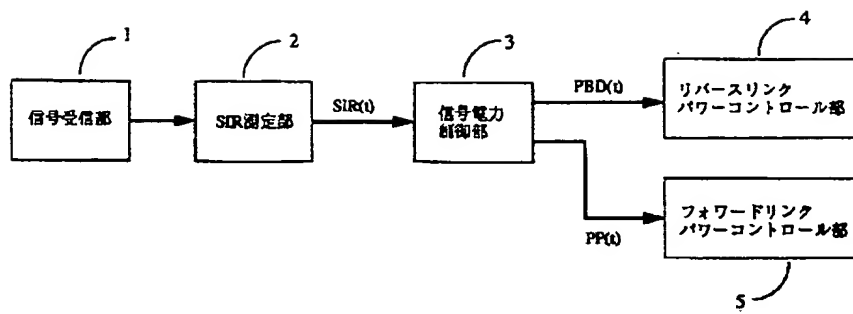 1
2
3
4
信号受信部
SIR測定部
SIR(t)
信号電力
制御部
PBD(t)
リバースリンク
パワーコントロール部
PP(t)
フォワードリンク
パワーコントロール部
5